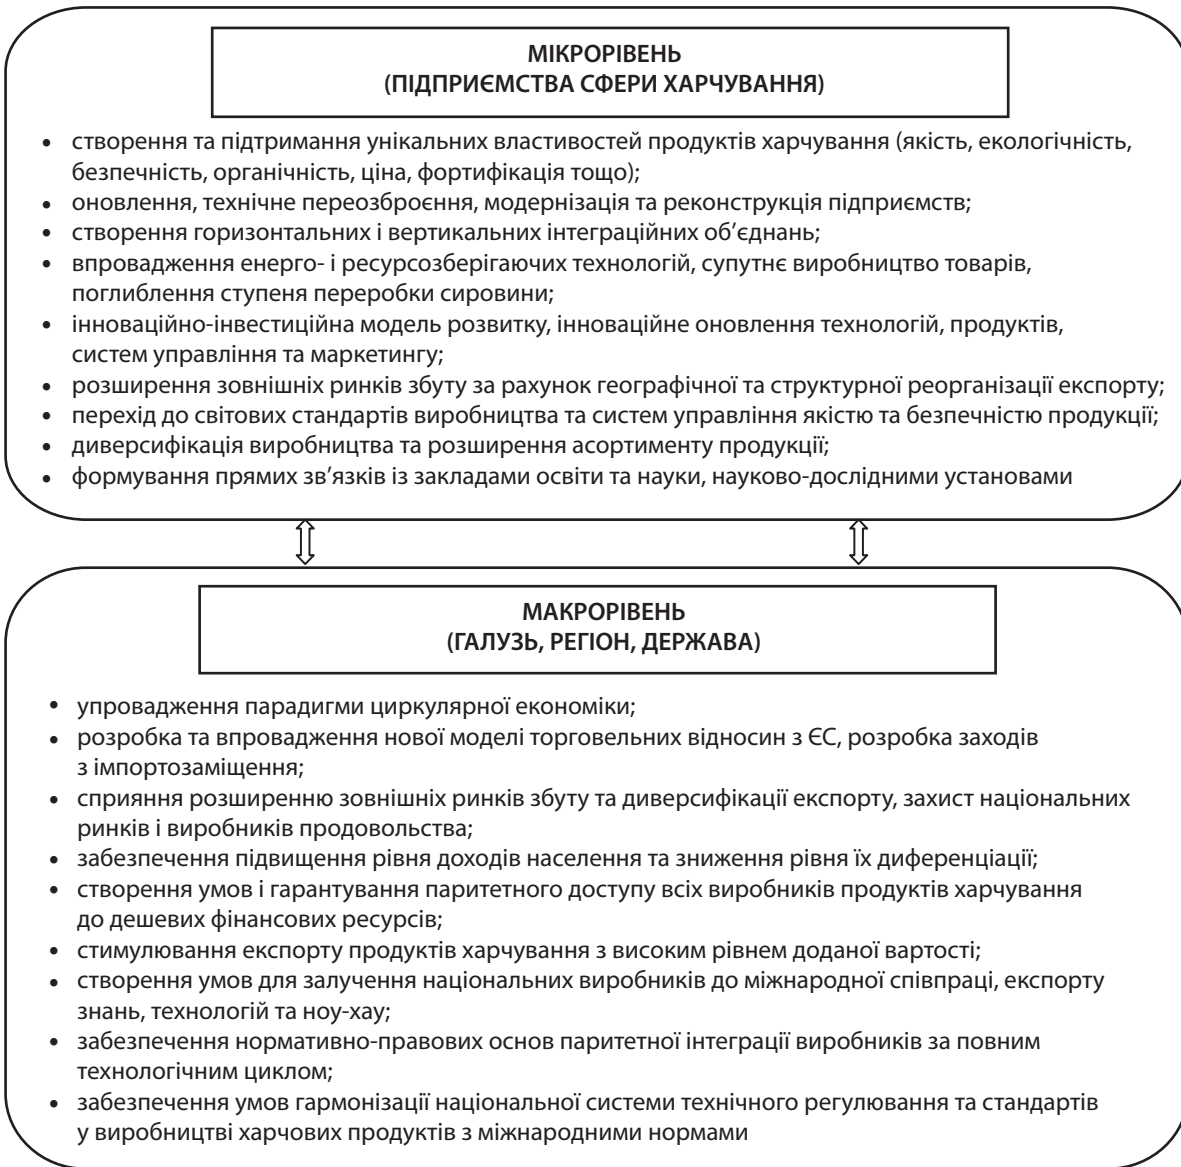 МІКРОРІВЕНЬ
(ПІДПРИЄМСТВА СФЕРИ ХАРЧУВАННЯ)
• створення та підтримання унікальних властивостей продуктів харчування (якість, екологічність,
безпечність, органічність, ціна, фортифікація тощо);
• оновлення, технічне переозброєння, модернізація та реконструкція підприємств;
• створення горизонтальних і вертикальних інтеграційних об’єднань;
• впровадження енерго- і ресурсозберігаючих технологій, супутнє виробництво товарів,
поглиблення ступеня переробки сировини;
• інноваційно-інвестиційна модель розвитку, інноваційне оновлення технологій, продуктів,
систем управління та маркетингу;
• розширення зовнішніх ринків збуту за рахунок географічної та структурної реорганізації експорту;
• перехід до світових стандартів виробництва та систем управління якістю та безпечністю продукції;
• диверсифікація виробництва та розширення асортименту продукції;
• формування прямих зв’язків із закладами освіти та науки, науково-дослідними установами
МАКРОРІВЕНЬ
(ГАЛУЗЬ, РЕГІОН, ДЕРЖАВА)
• упровадження парадигми циркулярної економіки;
• розробка та впровадження нової моделі торговельних відносин з ЄС, розробка заходів
з імпортозаміщення;
• сприяння розширенню зовнішніх ринків збуту та диверсифікації експорту, захист національних
ринків і виробників продовольства;
• забезпечення підвищення рівня доходів населення та зниження рівня їх диференціації;
• створення умов і гарантування паритетного доступу всіх виробників продуктів харчування
до дешевих фінансових ресурсів;
• стимулювання експорту продуктів харчування з високим рівнем доданої вартості;
• створення умов для залучення національних виробників до міжнародної співпраці, експорту
знань, технологій та ноу-хау;
• забезпечення нормативно-правових основ паритетної інтеграції виробників за повним
технологічним циклом;
• забезпечення умов гармонізації національної системи технічного регулювання та стандартів
у виробництві харчових продуктів з міжнародними нормами